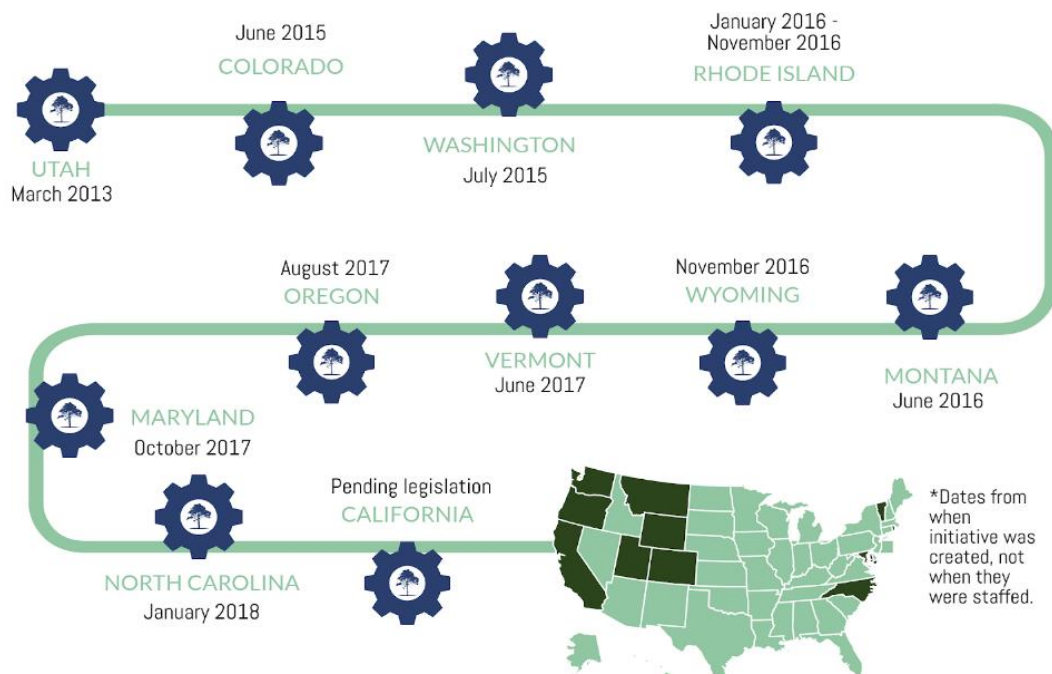 UTAH
March 2013
June 2015
COLORADO
WASHINGTON
July 2015
January 2016 -
November 2016
RHODE ISLAND
MONTANA
June 2016
November 2016
WYOMING
VERMONT
June 2017
August 2017
OREGON
MARYLAND
October 2017
NORTH CAROLINA
January 2018
Pending legislation
CALIFORNIA
*Dates from
when
initiative was
created, not
when they
were staffed.